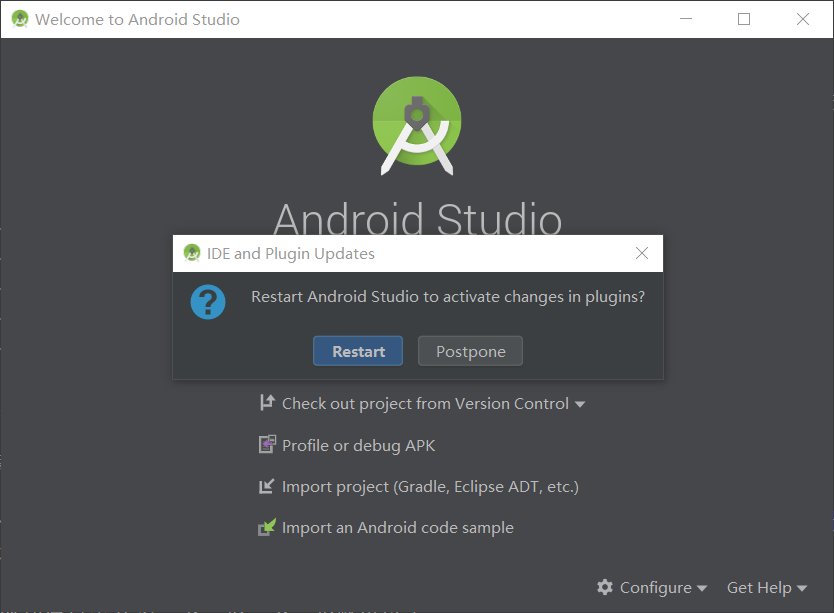 Welcome to Android Studio
Android Studio
IDE and Plugin Updates
Restart Android Studio to activate changes in plugins?
Restart
Postpone
Check out project from Version Control
Profile or debug APK
Import project (Gradle, Eclipse ADT, etc.)
Import an Android code sample
Configure
Get Help